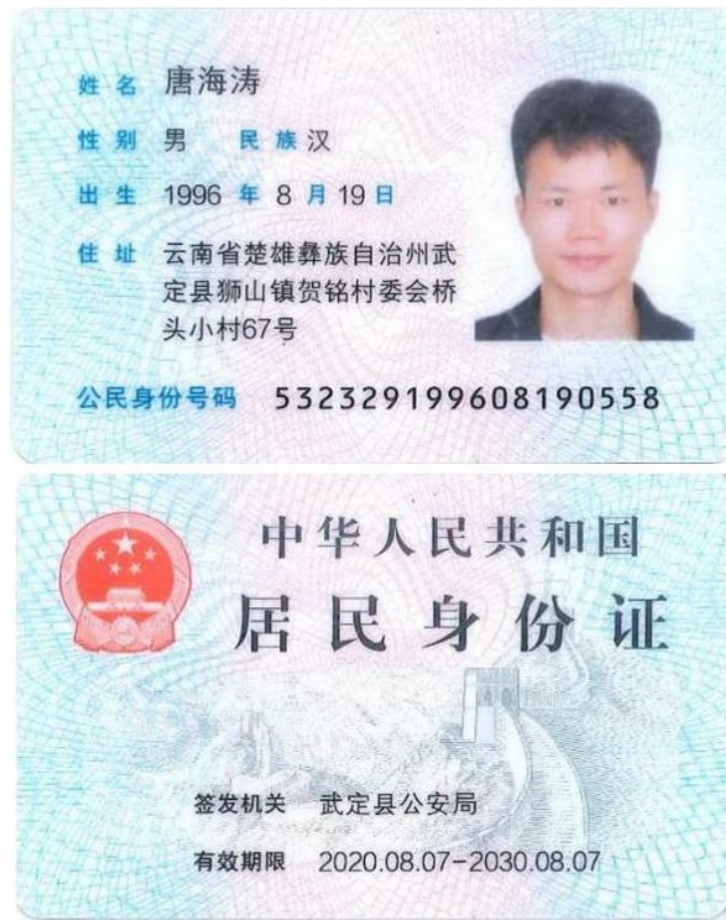 姓名 唐海涛
性别 男 民族 汉
出生 1996 年 8 月 19 日
住址 云南省楚雄彝族自治州武
定县狮山镇贺铭村委会桥
头小村67号
公民身份号码 532329199608190558
中华人民共和国
居民身份证
签发机关 武定县公安局
有效期限 2020.08.07-2030.08.07